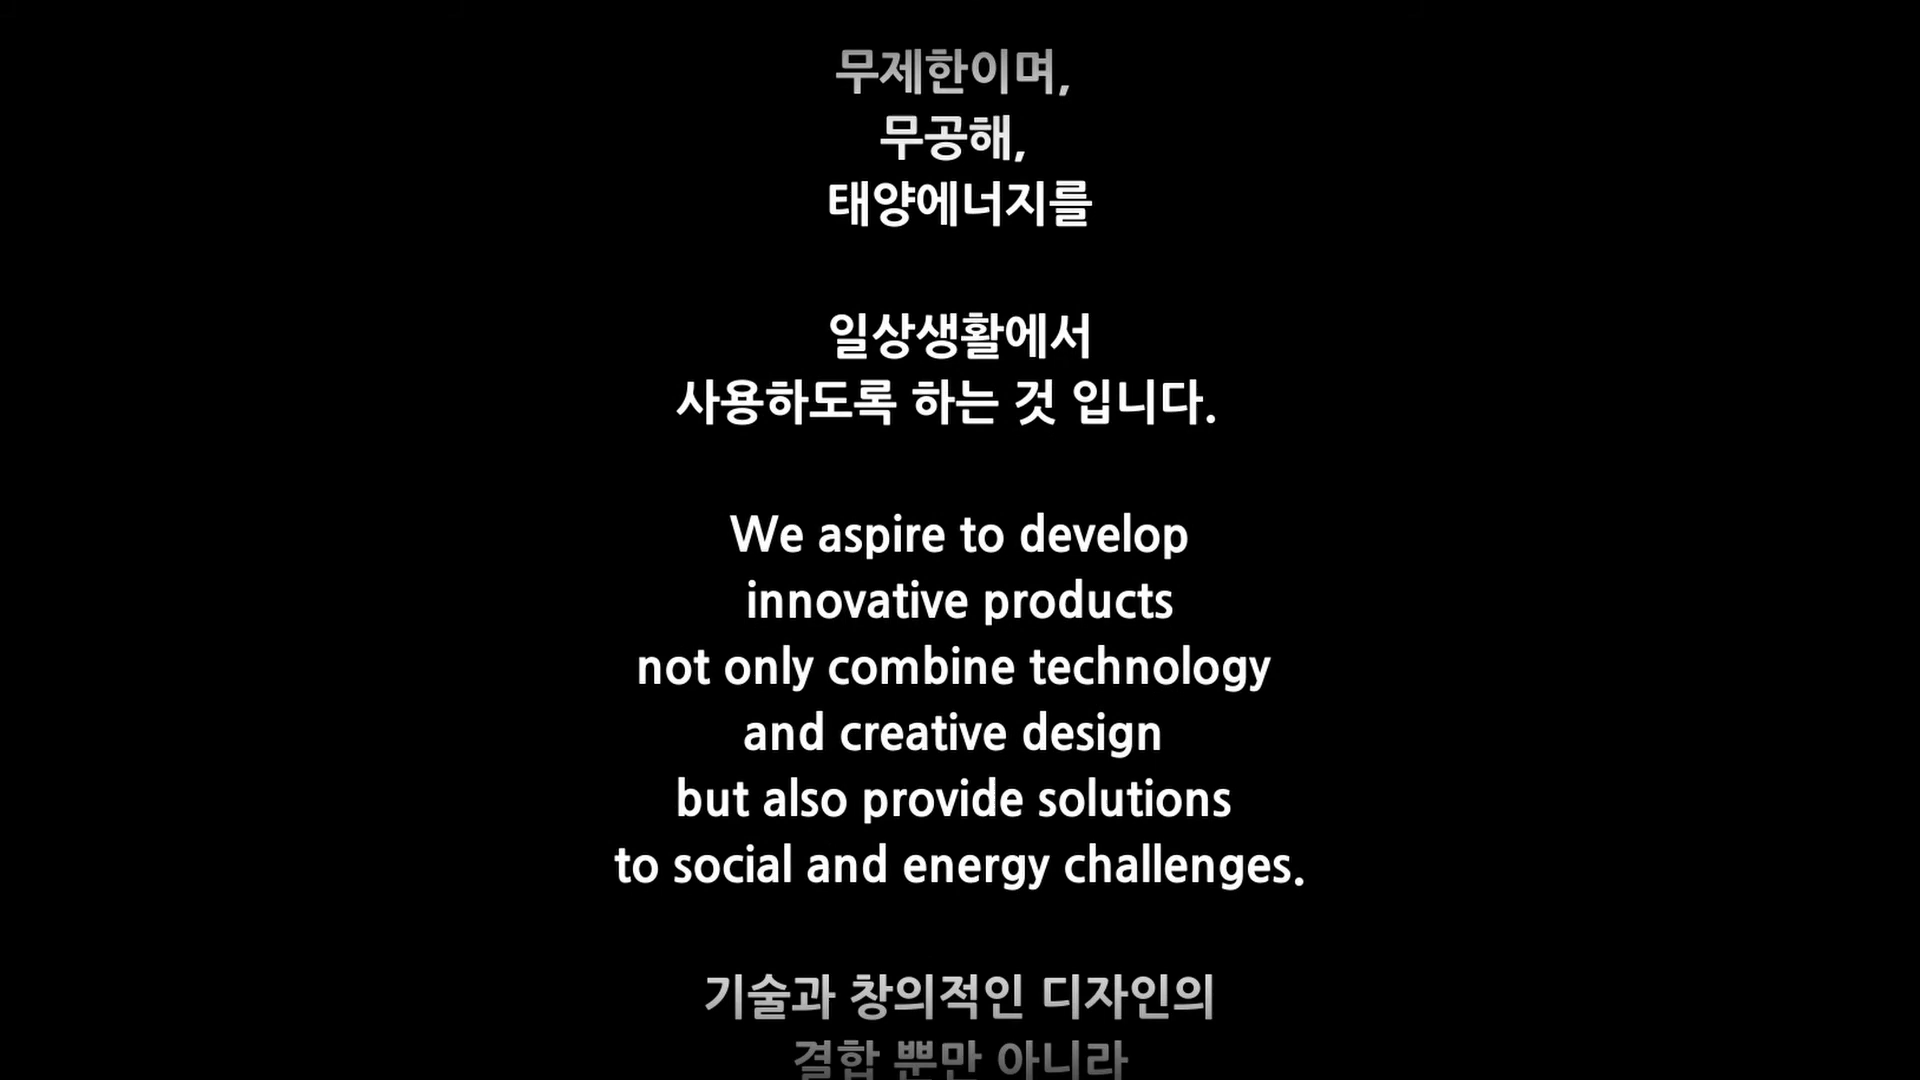 무제한이며,
무공해,
태양에너지를
일상생활에서
사용하도록 하는 것 입니다.
We aspire to develop
innovative products
not only combine technology
and creative design
but also provide solutions
to social and energy challenges.
기술과 창의적인 디자인의
결합 뿐만 아니라